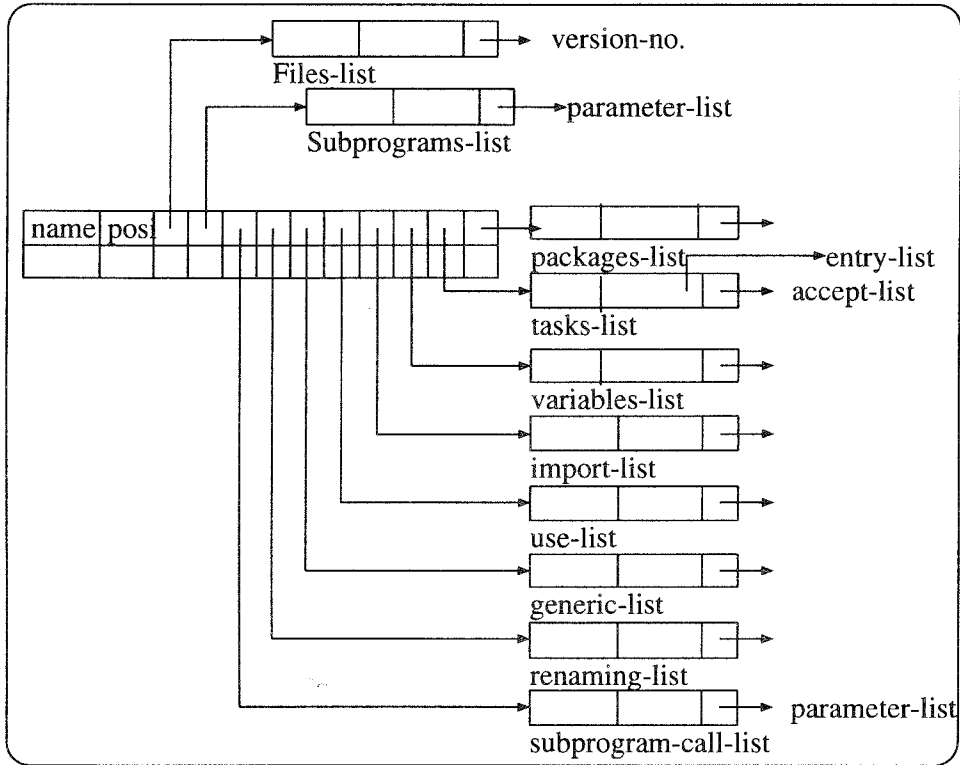 version-no.
Files-list
parameter-list
Subprograms-list
name posi
packages-list
entry-list
accept-list
tasks-list
variables-list
import-list
use-list
generic-list
renaming-list
parameter-list
subprogram-call-list